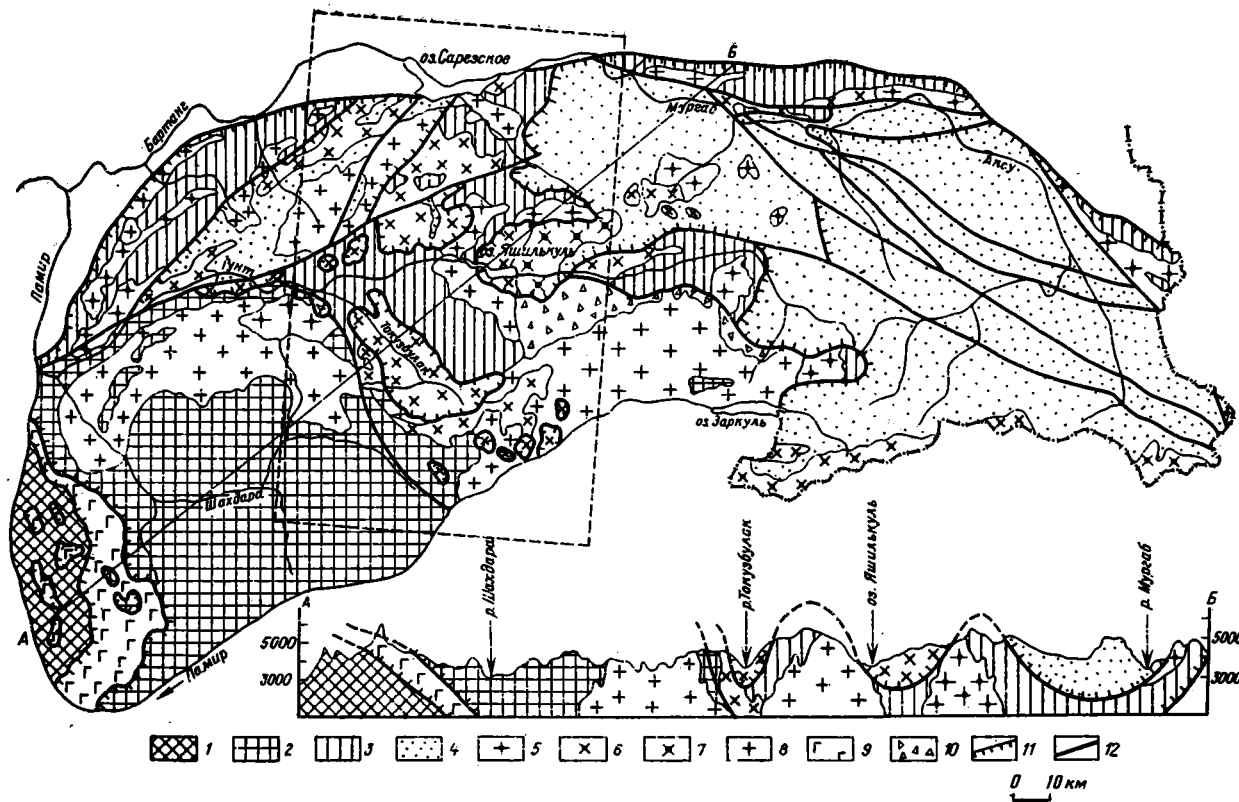 оз. Сарезское
Б
Бартанг
Мургаб
Аксу
Памир
Гунт
оз. Яшилькуль
Токузбулак
оз. Заркуль
Шахдара
А
Памир
А
р. Шахдара
р. Токузбулак
оз. Яшилькуль
р. Мургаб
Б
5000
3000
5000
3000
1 2 3 4 5 6 7 8 9 10 11 12
0 10 км